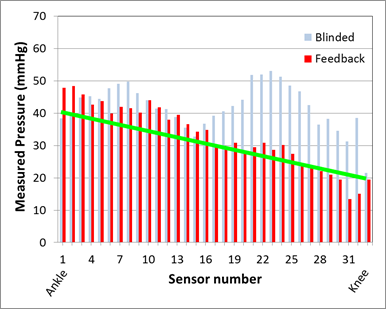 70
60
50
40
30
20
10
0
Measured Pressure (mmHg)
Blinded
Feedback
1 4 7 10 13 16 19 22 25 28 31
Ankle Sensor number Knee